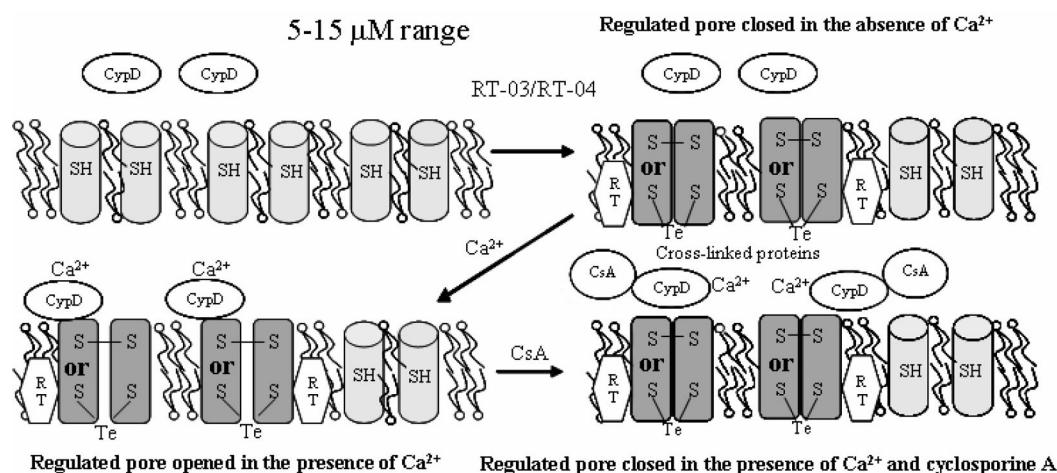 5-15 µM range
Regulated pore closed in the absence of Ca²⁺
CypD CypD
RT-03/RT-04
CypD CypD
SH SH SH SH SH SH
S S
or
S S
Te
R
T
S S
or
S S
Te
R
T
SH SH
Ca²⁺
Cross-linked proteins
Ca²⁺
CypD
Ca²⁺
CypD
R
T
S S
or
S
Te
S S
or
S
Te
R
T
SH SH
CsA
CsA
CypD
Ca²⁺
Ca²⁺
CypD
CsA
R
T
S S
or
S S
Te
S S
or
S S
Te
R
T
SH SH
Regulated pore opened in the presence of Ca²⁺
Regulated pore closed in the presence of Ca²⁺ and cyclosporine A